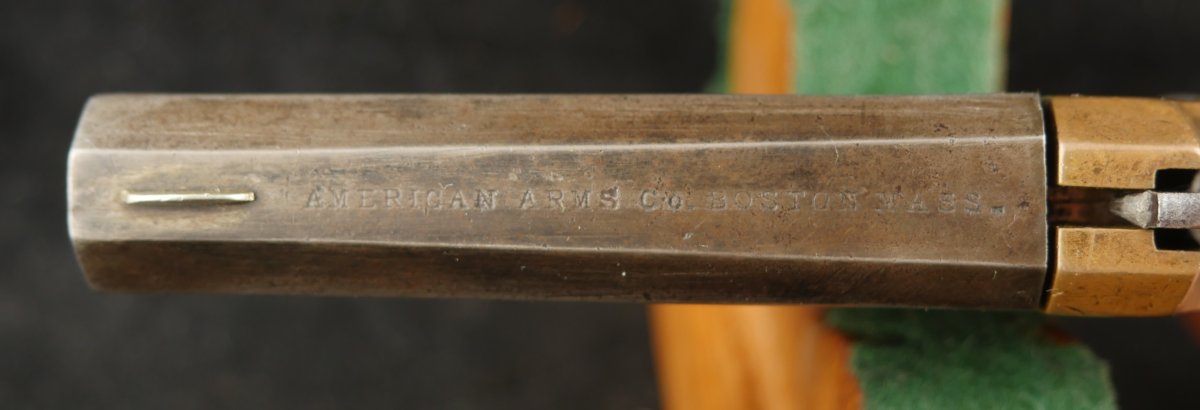 AMERICAN ARMS Co. BOSTON MASS.